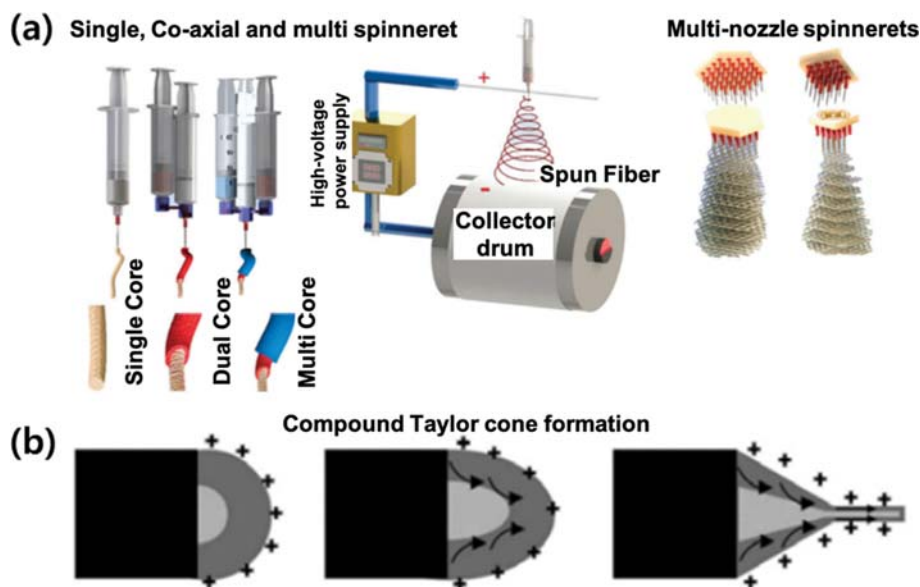 (a) Single, Co-axial and multi spinneret
Multi-nozzle spinnerets
High-voltage
power supply
+
-
Spun Fiber
Collector
drum
Single Core
Dual Core
Multi Core
(b) Compound Taylor cone formation
+ + + + + + +
+ + + + + + +
+ + + + + + + + + + + +